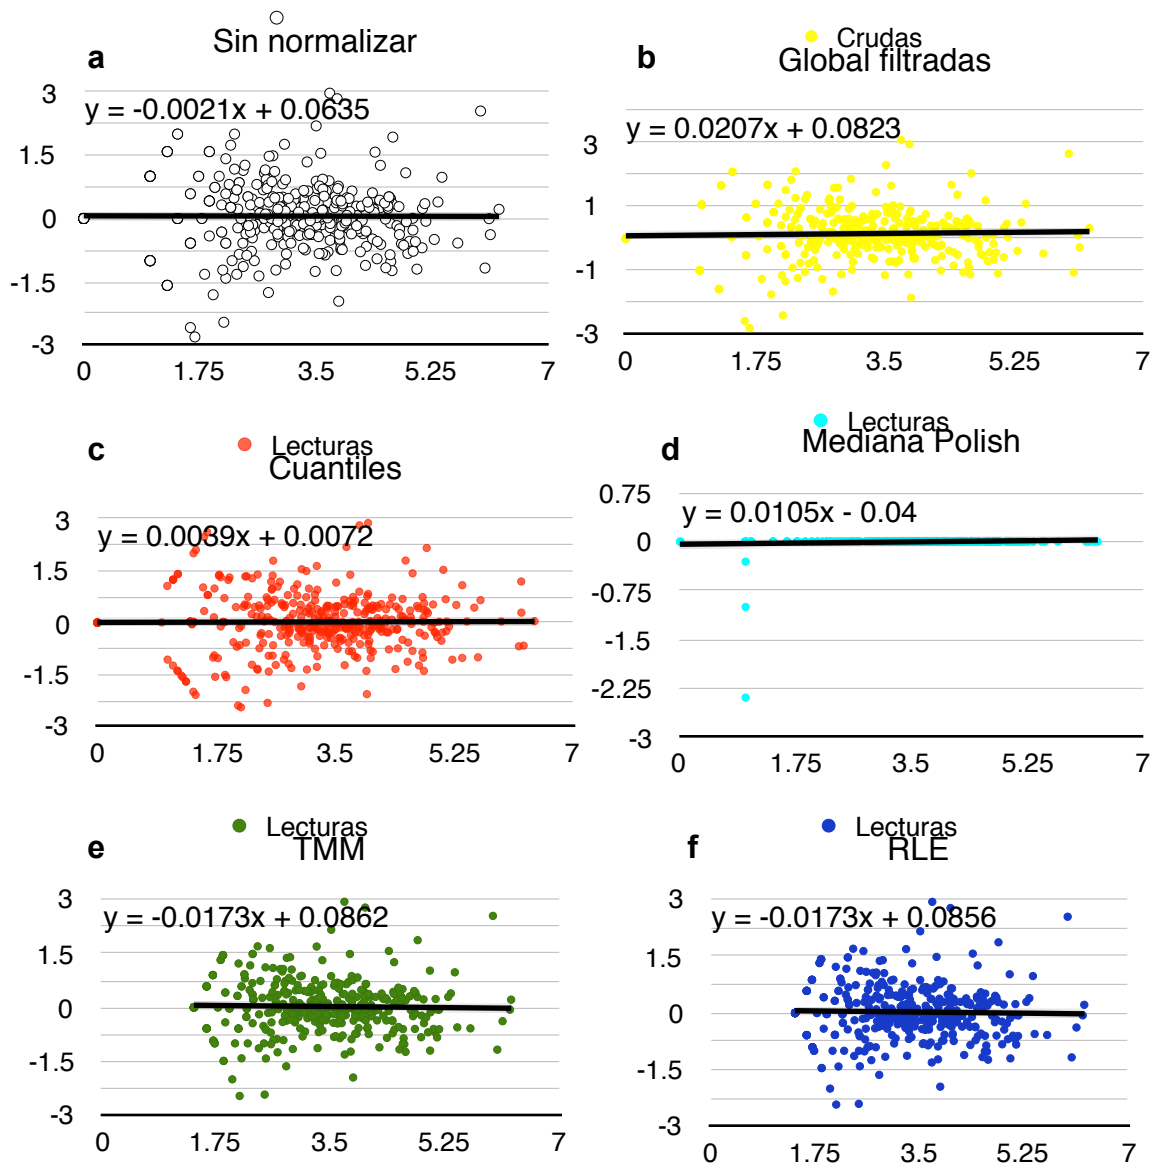 a
Sin normalizar
y = -0.0021x + 0.0635
3
1.5
0
-1.5
-3
0 1.75 3.5 5.25 7
b
Crudas
Global filtradas
y = 0.0207x + 0.0823
3
1
-1
-3
0 1.75 3.5 5.25 7
c
Lecturas
Cuantiles
y = 0.0039x + 0.0072
3
1.5
0
-1.5
-3
0 1.75 3.5 5.25 7
d
Lecturas
Mediana Polish
y = 0.0105x - 0.04
0.75
0
-0.75
-1.5
-2.25
-3
0 1.75 3.5 5.25 7
e
Lecturas
TMM
y = -0.0173x + 0.0862
3
1.5
0
-1.5
-3
0 1.75 3.5 5.25 7
f
Lecturas
RLE
y = -0.0173x + 0.0856
3
1.5
0
-1.5
-3
0 1.75 3.5 5.25 7